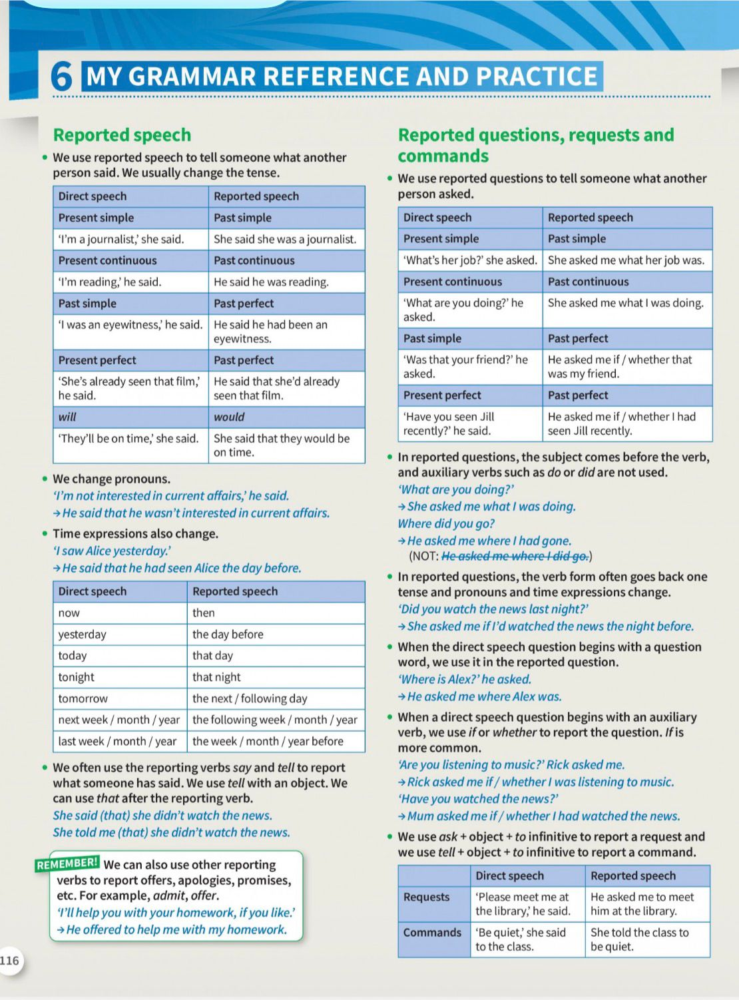 6 MY GRAMMAR REFERENCE AND PRACTICE
Reported speech
• We use reported speech to tell someone what another
person said. We usually change the tense.
Direct speech Reported speech
Present simple Past simple
‘I’m a journalist,’ she said. She said she was a journalist.
Present continuous Past continuous
‘I’m reading,’ he said. He said he was reading.
Past simple Past perfect
‘I was an eyewitness,’ he said. He said he had been an
eyewitness.
Present perfect Past perfect
‘She’s already seen that film,’ He said that she’d already
he said. seen that film.
will would
‘They’ll be on time,’ she said. She said that they would be
on time.
• We change pronouns.
‘I’m not interested in current affairs,’ he said.
→ He said that he wasn’t interested in current affairs.
• Time expressions also change.
‘I saw Alice yesterday.’
→ He said that he had seen Alice the day before.
Direct speech Reported speech
now then
yesterday the day before
today that day
tonight that night
tomorrow the next / following day
next week / month / year the following week / month / year
last week / month / year the week / month / year before
• We often use the reporting verbs say and tell to report
what someone has said. We use tell with an object. We
can use that after the reporting verb.
She said (that) she didn’t watch the news.
She told me (that) she didn’t watch the news.
REMEMBER! We can also use other reporting
verbs to report offers, apologies, promises,
etc. For example, admit, offer.
‘I’ll help you with your homework, if you like.’
→ He offered to help me with my homework.
116
Reported questions, requests and
commands
• We use reported questions to tell someone what another
person asked.
Direct speech Reported speech
Present simple Past simple
‘What’s her job?’ she asked. She asked me what her job was.
Present continuous Past continuous
‘What are you doing?’ he She asked me what I was doing.
asked.
Past simple Past perfect
‘Was that your friend?’ he He asked me if / whether that
asked. was my friend.
Present perfect Past perfect
‘Have you seen Jill He asked me if / whether I had
recently?’ he said. seen Jill recently.
• In reported questions, the subject comes before the verb,
and auxiliary verbs such as do or did are not used.
‘What are you doing?’
→ She asked me what I was doing.
Where did you go?
→ He asked me where I had gone.
(NOT: He asked me where I did go.)
• In reported questions, the verb form often goes back one
tense and pronouns and time expressions change.
‘Did you watch the news last night?’
→ She asked me if I’d watched the news the night before.
• When the direct speech question begins with a question
word, we use it in the reported question.
‘Where is Alex?’ he asked.
→ He asked me where Alex was.
• When a direct speech question begins with an auxiliary
verb, we use if or whether to report the question. If is
more common.
‘Are you listening to music?’ Rick asked me.
→ Rick asked me if / whether I was listening to music.
‘Have you watched the news?’
→ Mum asked me if / whether I had watched the news.
• We use ask + object + to infinitive to report a request and
we use tell + object + to infinitive to report a command.
Direct speech Reported speech
Requests ‘Please meet me at He asked me to meet
the library,’ he said. him at the library.
Commands ‘Be quiet,’ she said She told the class to
to the class. be quiet.